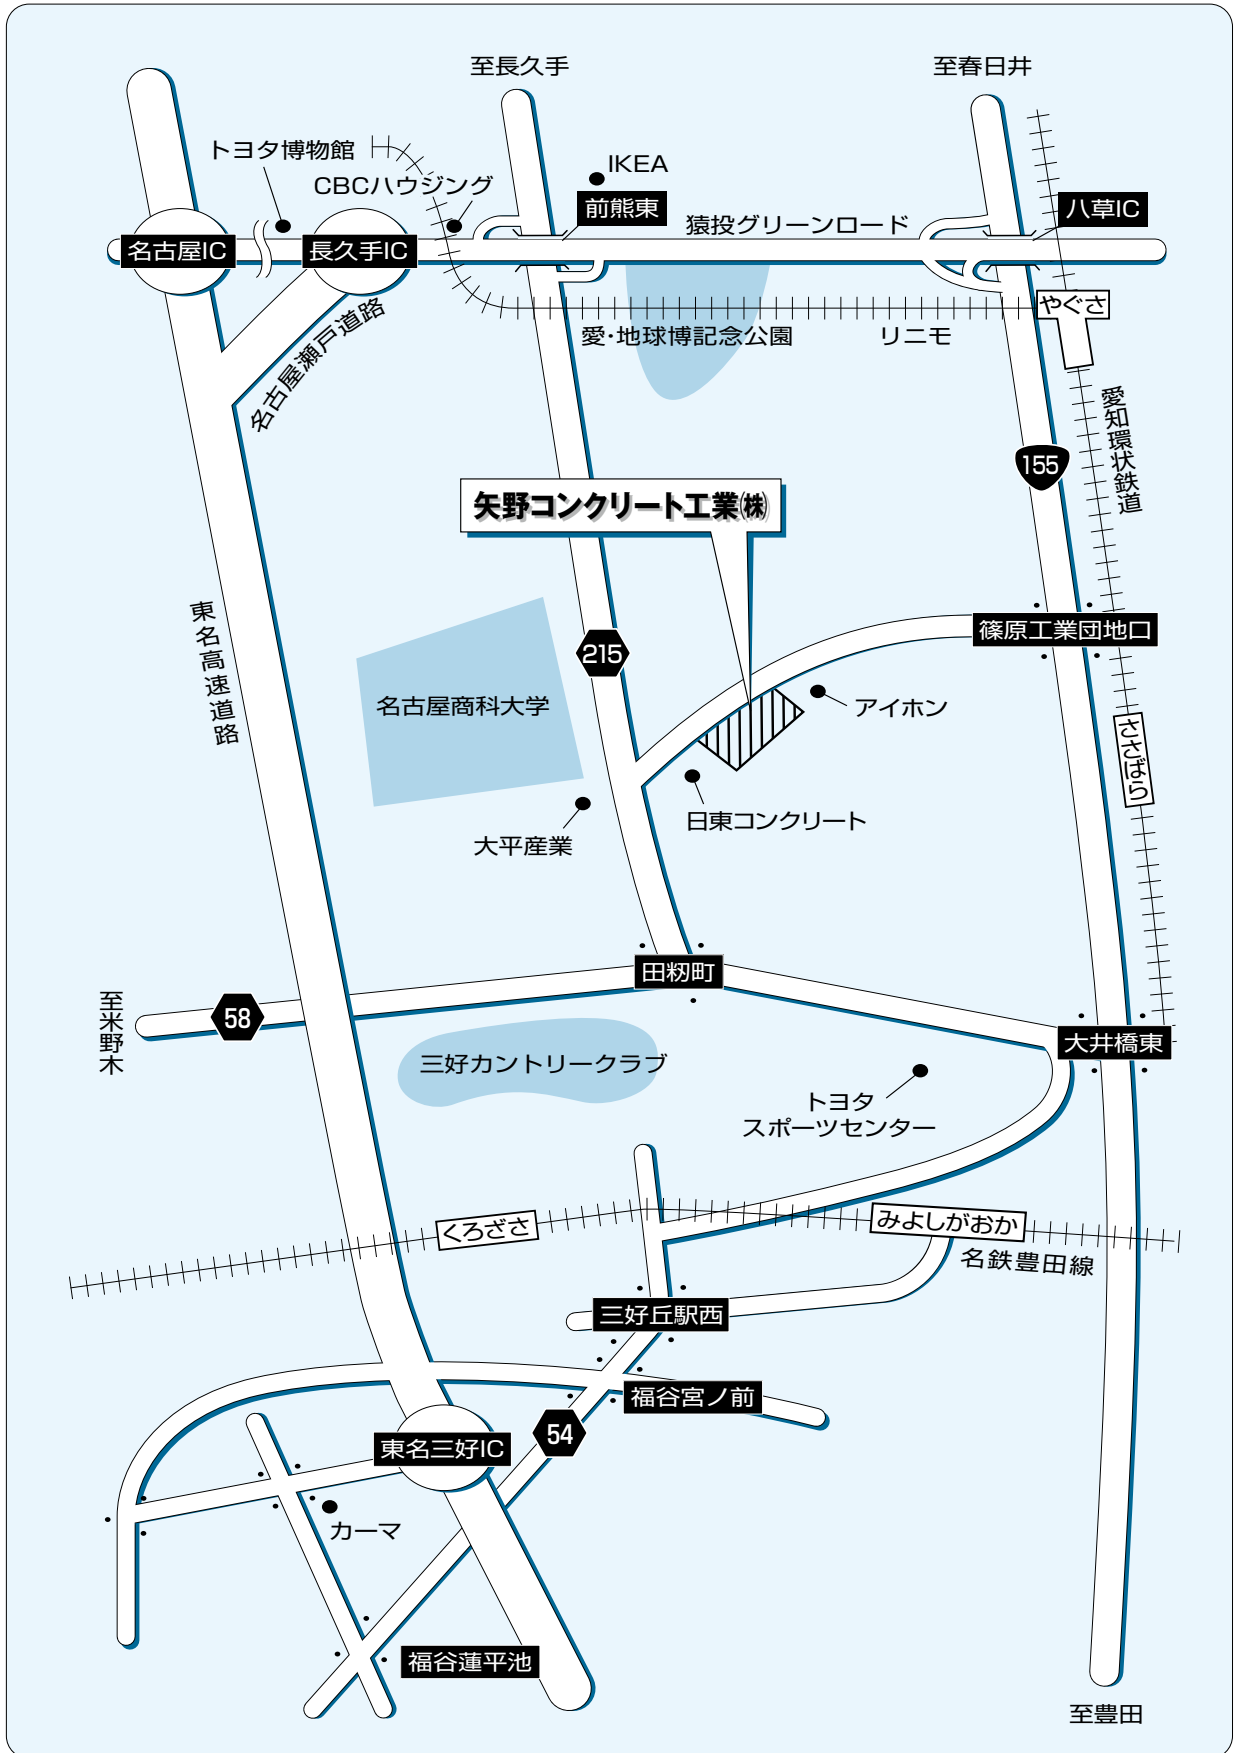 至長久手
至春日井
トヨタ博物館
IKEA
CBCハウジング
前熊東
八草IC
猿投グリーンロード
名古屋IC
長久手IC
やぐさ
名古屋瀬戸道路
愛・地球博記念公園
リニモ
愛知環状鉄道
155
矢野コンクリート工業㈱
東名高速道路
篠原工業団地口
215
名古屋商科大学
アイホン
ささばら
日東コンクリート
大平産業
田籾町
至米野木
58
大井橋東
三好カントリークラブ
トヨタ
スポーツセンター
くろざさ
みよしがおか
名鉄豊田線
三好丘駅西
福谷宮ノ前
54
東名三好IC
カーマ
福谷蓮平池
至豊田